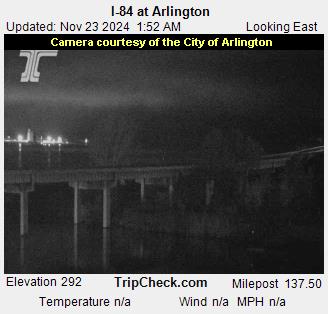 I-84 at Arlington
Updated: Nov 23 2024 1:52 AM Looking East
Camera courtesy of the City of Arlington
Elevation 292 TripCheck.com Milepost 137.50
Temperature n/a Wind n/a MPH n/a